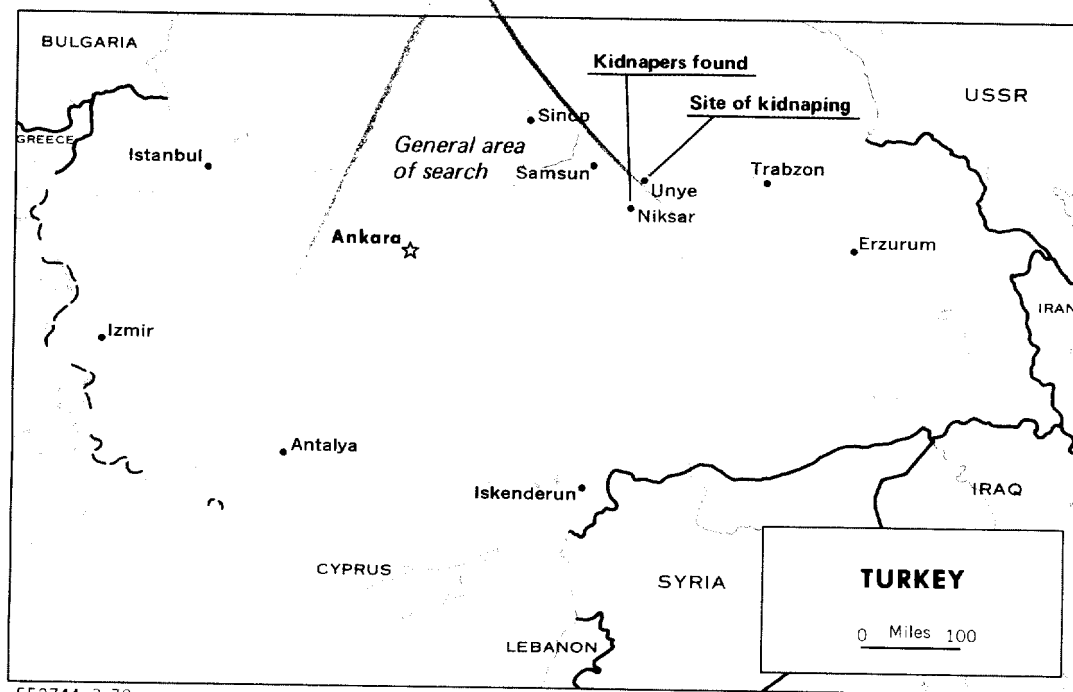 BULGARIA
Kidnapers found
USSR
Site of kidnaping
Sinop
GREECE
General area
of search
Istanbul
Samsun
Trabzon
Unye
Niksar
Ankara
Erzurum
IRAN
Izmir
Antalya
Iskenderun
IRAQ
CYPRUS
SYRIA
TURKEY
0 Miles 100
LEBANON